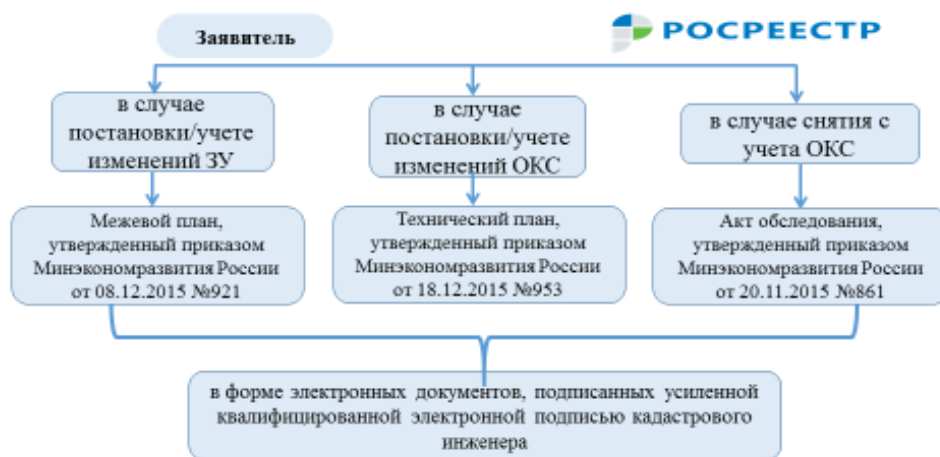 Заявитель
РОСРЕЕСТР
в случае
постановки/учете
изменений ЗУ
в случае
постановки/учете
изменений ОКС
в случае снятия с
учета ОКС
Межевой план,
утвержденный приказом
Минэкономразвития России
от 08.12.2015 №921
Технический план,
утвержденный приказом
Минэкономразвития России
от 18.12.2015 №953
Акт обследования,
утвержденный приказом
Минэкономразвития России
от 20.11.2015 №861
в форме электронных документов, подписанных усиленной
квалифицированной электронной подписью кадастрового
инженера